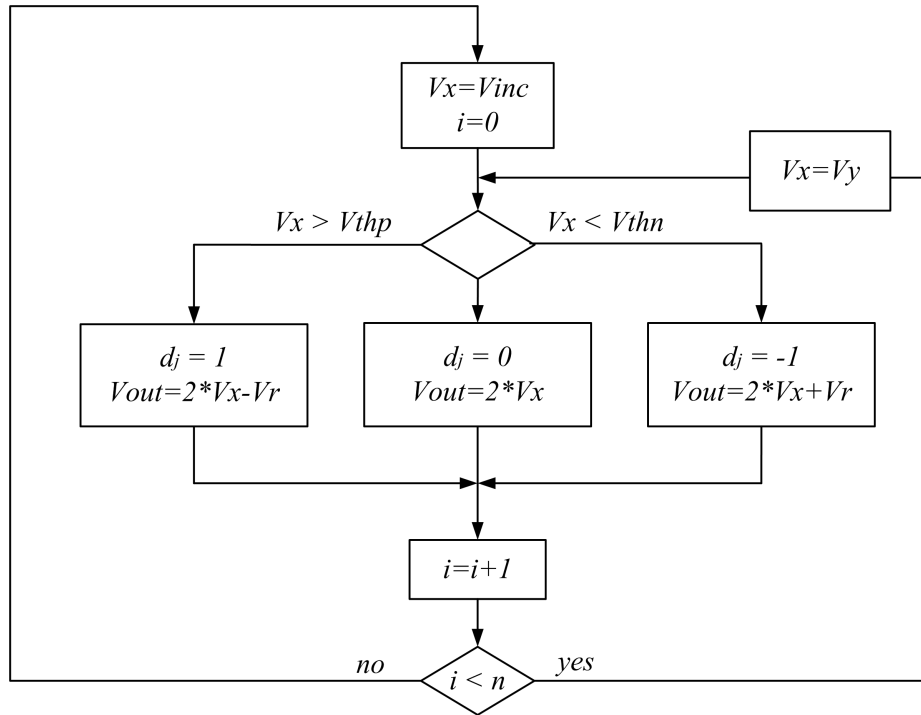 Vx=Vinc
i=0
Vx=Vy
Vx > Vthp
Vx < Vthn
dj = 1
Vout=2*Vx-Vr
dj = 0
Vout=2*Vx
dj = -1
Vout=2*Vx+Vr
i=i+1
no
i < n
yes